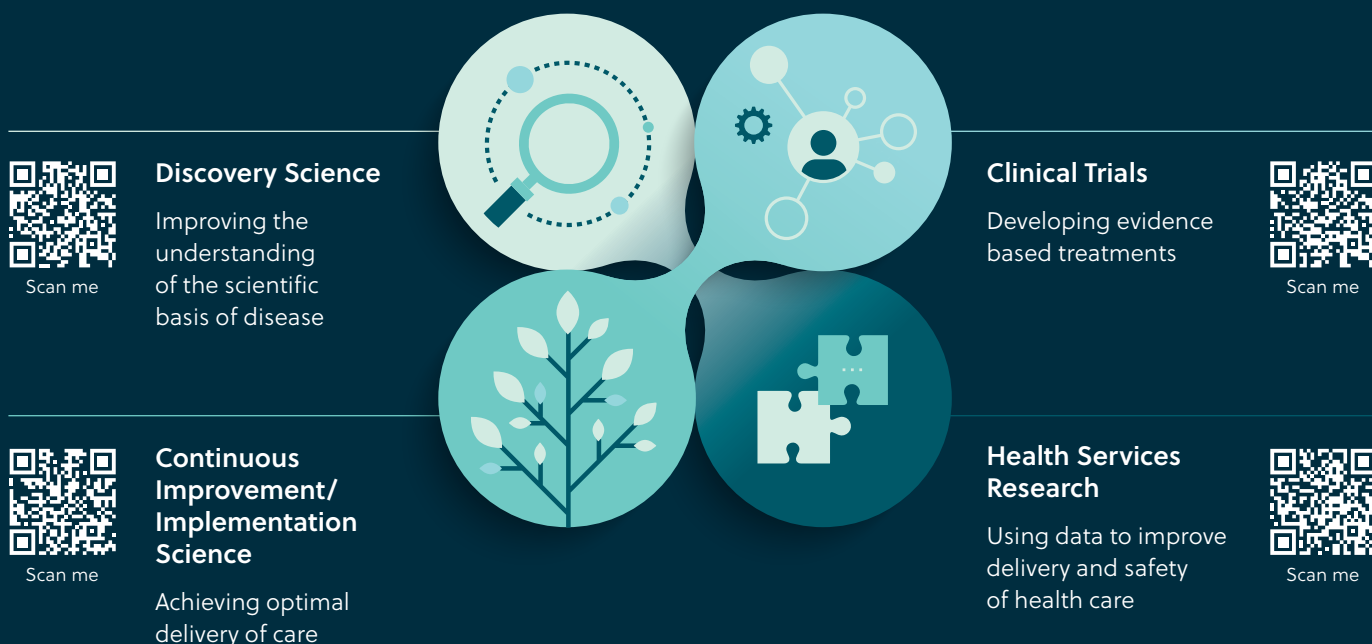 Discovery Science
Improving the
understanding
of the scientific
basis of disease
Scan me
Clinical Trials
Developing evidence
based treatments
Scan me
Continuous
Improvement/
Implementation
Science
Achieving optimal
delivery of care
Scan me
Health Services
Research
Using data to improve
delivery and safety
of health care
Scan me